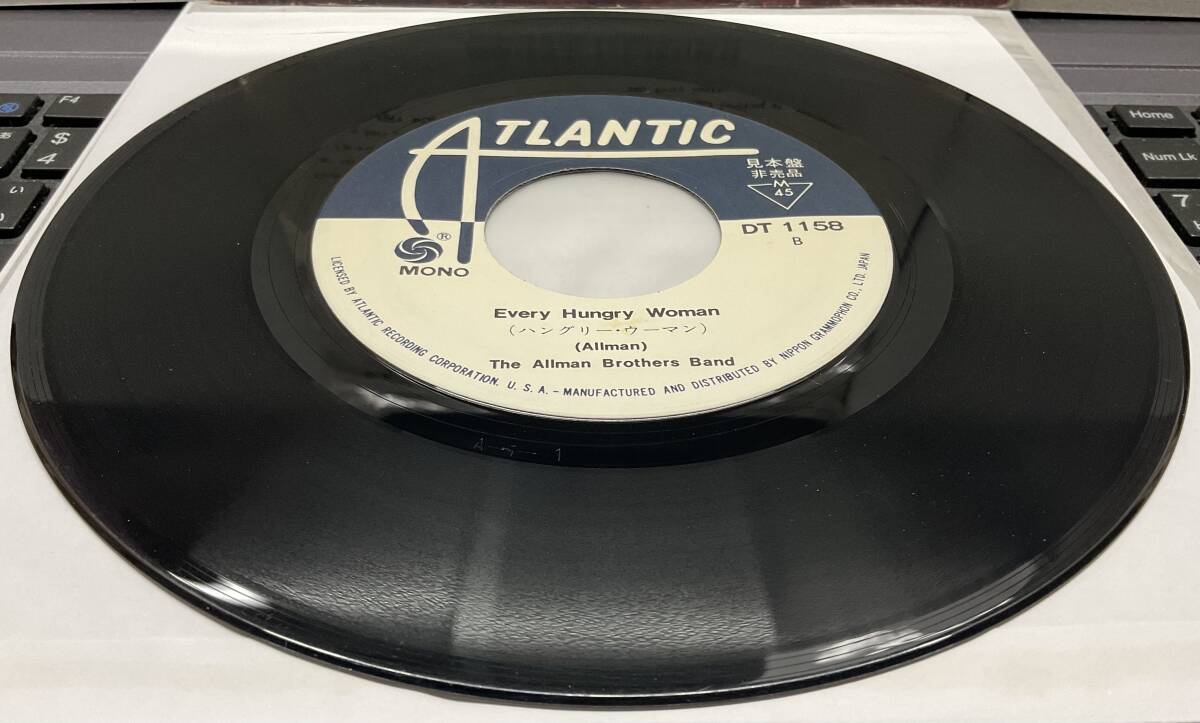 ATLANTIC
見本盤
非売品
M
45
DT 1158
B
®
MONO
Every Hungry Woman
(ハングリー・ウーマン)
(Allman)
The Allman Brothers Band
LICENSED BY ATLANTIC RECORDING CORPORATION. U. S. A. – MANUFACTURED AND DISTRIBUTED BY NIPPON GRAMMOPHON CO., LTD. JAPAN
F4
$
4
あ
い
Home
Num Lk
7